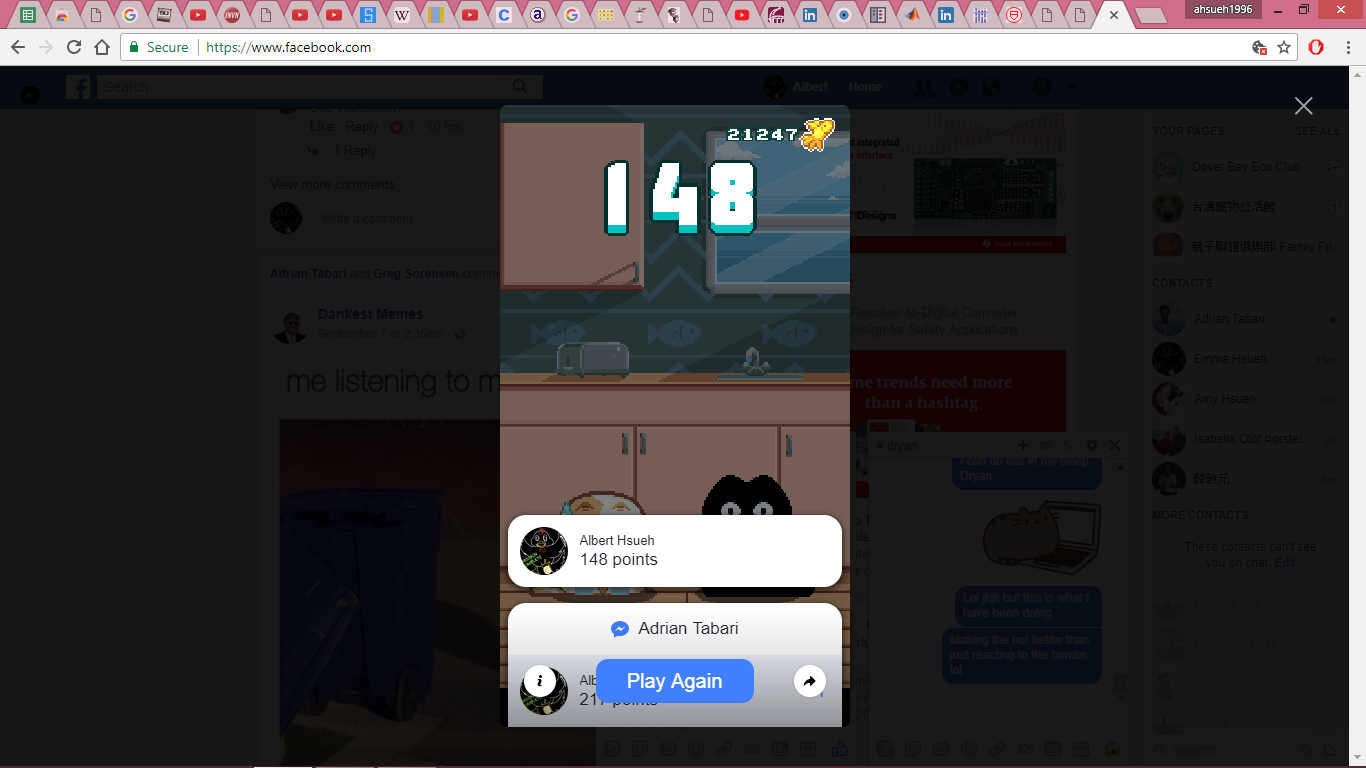 ahsueh1996
Secure
https://www.facebook.com
Search
Albert
Home
Like Reply 1 10 hrs
1 Reply
View more comments
Write a comment...
Adrian Tabari and Greg Sorensen
Dankest Memes
September 7 at 2:35pm
me listening to m
21247
148
Albert Hsueh
148 points
Adrian Tabari
Play Again
217 points
Resolver-to-Digital Converter
Design for Safety Applications
me trends need more
than a hashtag.
dryan
I can do this in my sleep
Dryan
Lol jkjk but this is what I
have been doing
Making the bot better than
just reacting to the bombs
lol
YOUR PAGES
SEE ALL
Dover Bay Eco Club
9+
台灣寵物悠活館
1
親子聯誼俱樂部 Family Fri...
CONTACTS
Adrian Tabari
Emma Hsueh
Amy Hsueh
Ísabella Ólöf Þorstei...
薛敦元
MORE CONTACTS
These contacts can't see
you on chat. Edit
Search